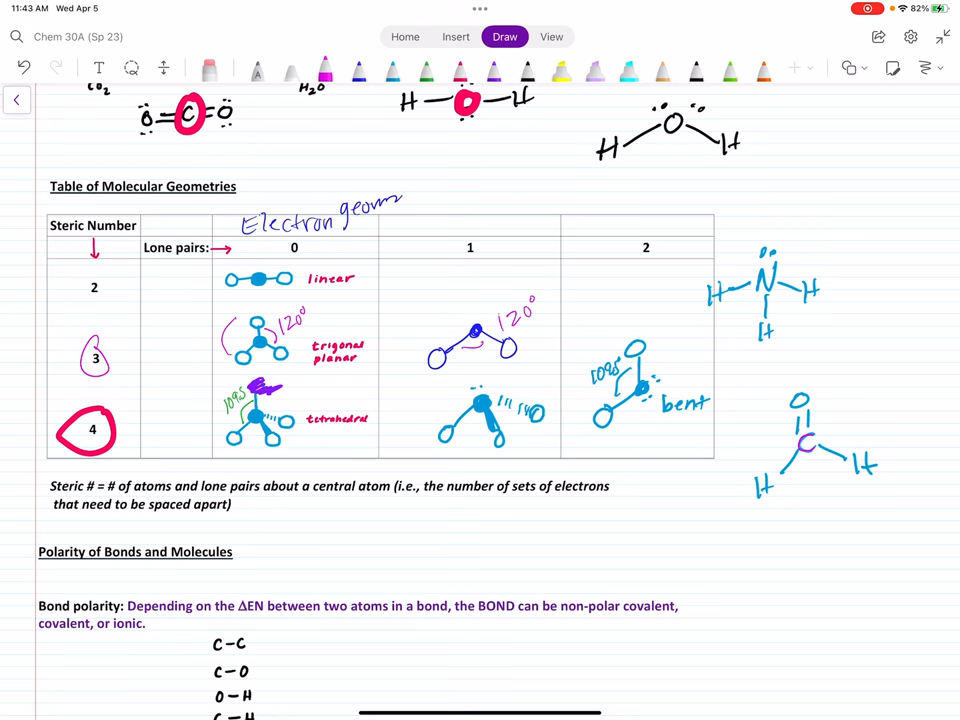 11:43 AM Wed Apr 5
82%
Chem 30A (Sp 23)
Home Insert Draw View
CO2
H2O
O=C=O
H—O—H
O
H H
Table of Molecular Geometries
Steric Number
Electron geom
Lone pairs: → 0 1 2
2 linear
3 120° trigonal planar 120°
4 109.5 tetrahedral 109.5 bent
N
H H
H
O
C
H H
Steric # = # of atoms and lone pairs about a central atom (i.e., the number of sets of electrons
that need to be spaced apart)
Polarity of Bonds and Molecules
Bond polarity: Depending on the ΔEN between two atoms in a bond, the BOND can be non-polar covalent,
covalent, or ionic.
C–C
C–O
O–H
C–H